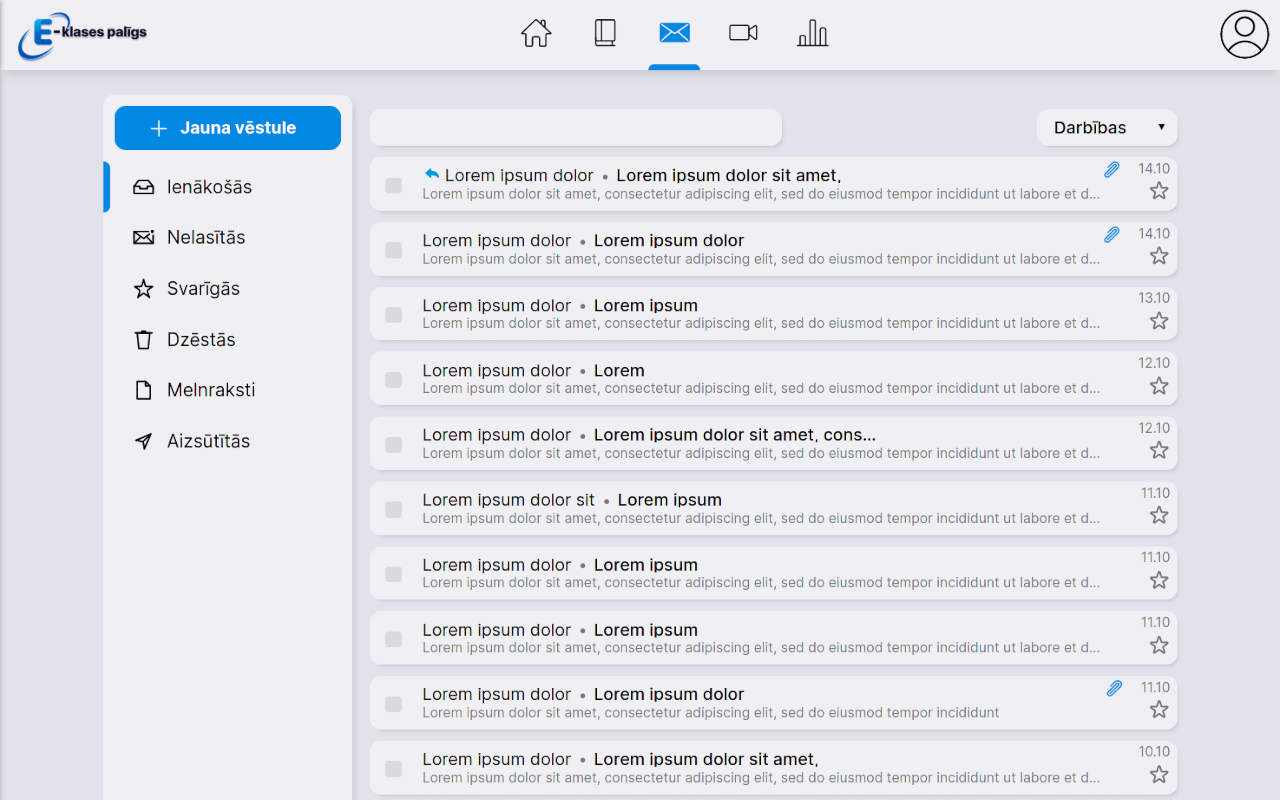 E-klases palīgs
Jauna vēstule
Ienākošās
Nelasītās
Svarīgās
Dzēstās
Melnraksti
Aizsūtītās
Darbības
Lorem ipsum dolor • Lorem ipsum dolor sit amet, 14.10
Lorem ipsum dolor sit amet, consectetur adipiscing elit, sed do eiusmod tempor incididunt ut labore et d...
Lorem ipsum dolor • Lorem ipsum dolor 14.10
Lorem ipsum dolor sit amet, consectetur adipiscing elit, sed do eiusmod tempor incididunt ut labore et d...
Lorem ipsum dolor • Lorem ipsum 13.10
Lorem ipsum dolor sit amet, consectetur adipiscing elit, sed do eiusmod tempor incididunt ut labore et d...
Lorem ipsum dolor • Lorem 12.10
Lorem ipsum dolor sit amet, consectetur adipiscing elit, sed do eiusmod tempor incididunt ut labore et d...
Lorem ipsum dolor • Lorem ipsum dolor sit amet, cons... 12.10
Lorem ipsum dolor sit amet, consectetur adipiscing elit, sed do eiusmod tempor incididunt ut labore et d...
Lorem ipsum dolor sit • Lorem ipsum 11.10
Lorem ipsum dolor sit amet, consectetur adipiscing elit, sed do eiusmod tempor incididunt ut labore et d...
Lorem ipsum dolor • Lorem ipsum 11.10
Lorem ipsum dolor sit amet, consectetur adipiscing elit, sed do eiusmod tempor incididunt ut labore et d...
Lorem ipsum dolor • Lorem ipsum 11.10
Lorem ipsum dolor sit amet, consectetur adipiscing elit, sed do eiusmod tempor incididunt ut labore et d...
Lorem ipsum dolor • Lorem ipsum dolor 11.10
Lorem ipsum dolor sit amet, consectetur adipiscing elit, sed do eiusmod tempor incididunt
Lorem ipsum dolor • Lorem ipsum dolor sit amet, 10.10
Lorem ipsum dolor sit amet, consectetur adipiscing elit, sed do eiusmod tempor incididunt ut labore et d...